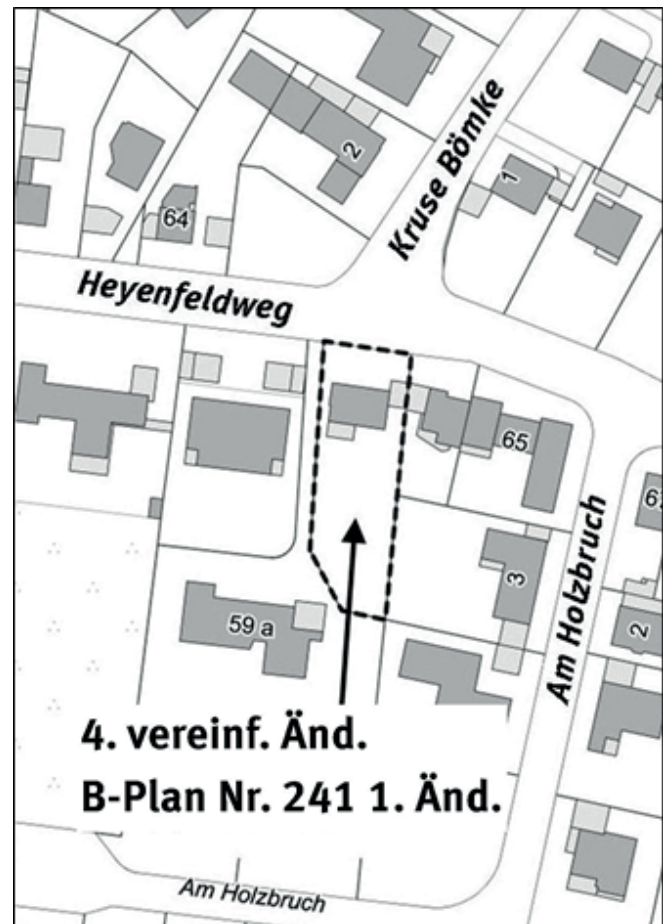 Kruse Bömke
2
1
64
Heyenfeldweg
65
Am Holzbruch
3
2
59 a
4. vereinf. Änd.
B-Plan Nr. 241 1. Änd.
Am Holzbruch